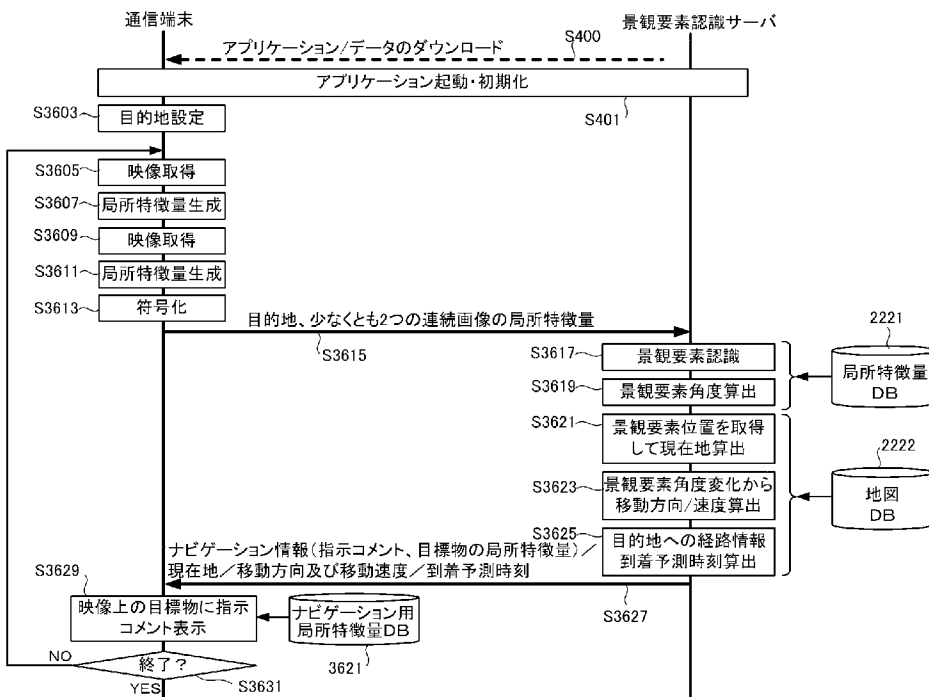 通信端末
景観要素認識サーバ
アプリケーション/データのダウンロード
S400
アプリケーション起動・初期化
S401
S3603
目的地設定
S3605
映像取得
S3607
局所特徴量生成
S3609
映像取得
S3611
局所特徴量生成
S3613
符号化
目的地、少なくとも2つの連続画像の局所特徴量
S3615
S3617
景観要素認識
S3619
景観要素角度算出
2221
局所特徴量
DB
S3621
景観要素位置を取得
して現在地算出
S3623
景観要素角度変化から
移動方向/速度算出
2222
地図
DB
S3625
目的地への経路情報
到着予測時刻算出
ナビゲーション情報(指示コメント、目標物の局所特徴量)/
現在地/移動方向及び移動速度/到着予測時刻
S3627
S3629
映像上の目標物に指示
コメント表示
ナビゲーション用
局所特徴量DB
3621
NO
終了?
S3631
YES